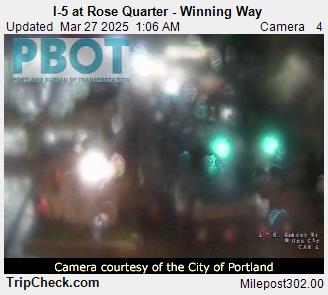 I-5 at Rose Quarter - Winning Way
Updated Mar 27 2025 1:06 AM Camera 4
PBOT
PORTLAND BUREAU OF TRANSPORTATION
Camera courtesy of the City of Portland
TripCheck.com Milepost302.00